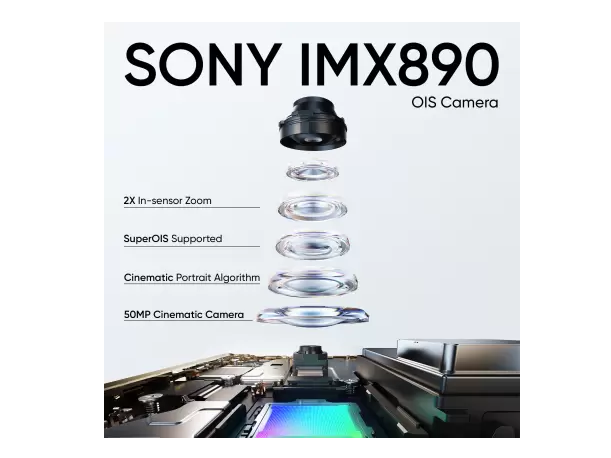 SONY IMX890
OIS Camera
2X In-sensor Zoom
SuperOIS Supported
Cinematic Portrait Algorithm
50MP Cinematic Camera